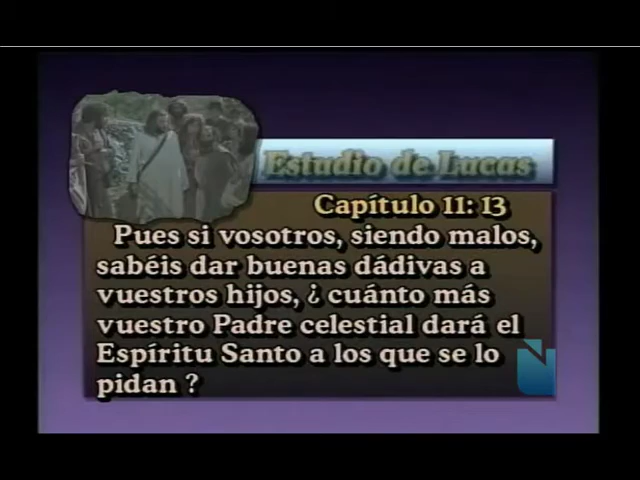 Estudio de Lucas
Capítulo 11: 13
Pues si vosotros, siendo malos,
sabéis dar buenas dádivas a
vuestros hijos, ¿ cuánto más
vuestro Padre celestial dará el
Espíritu Santo a los que se lo
pidan ?